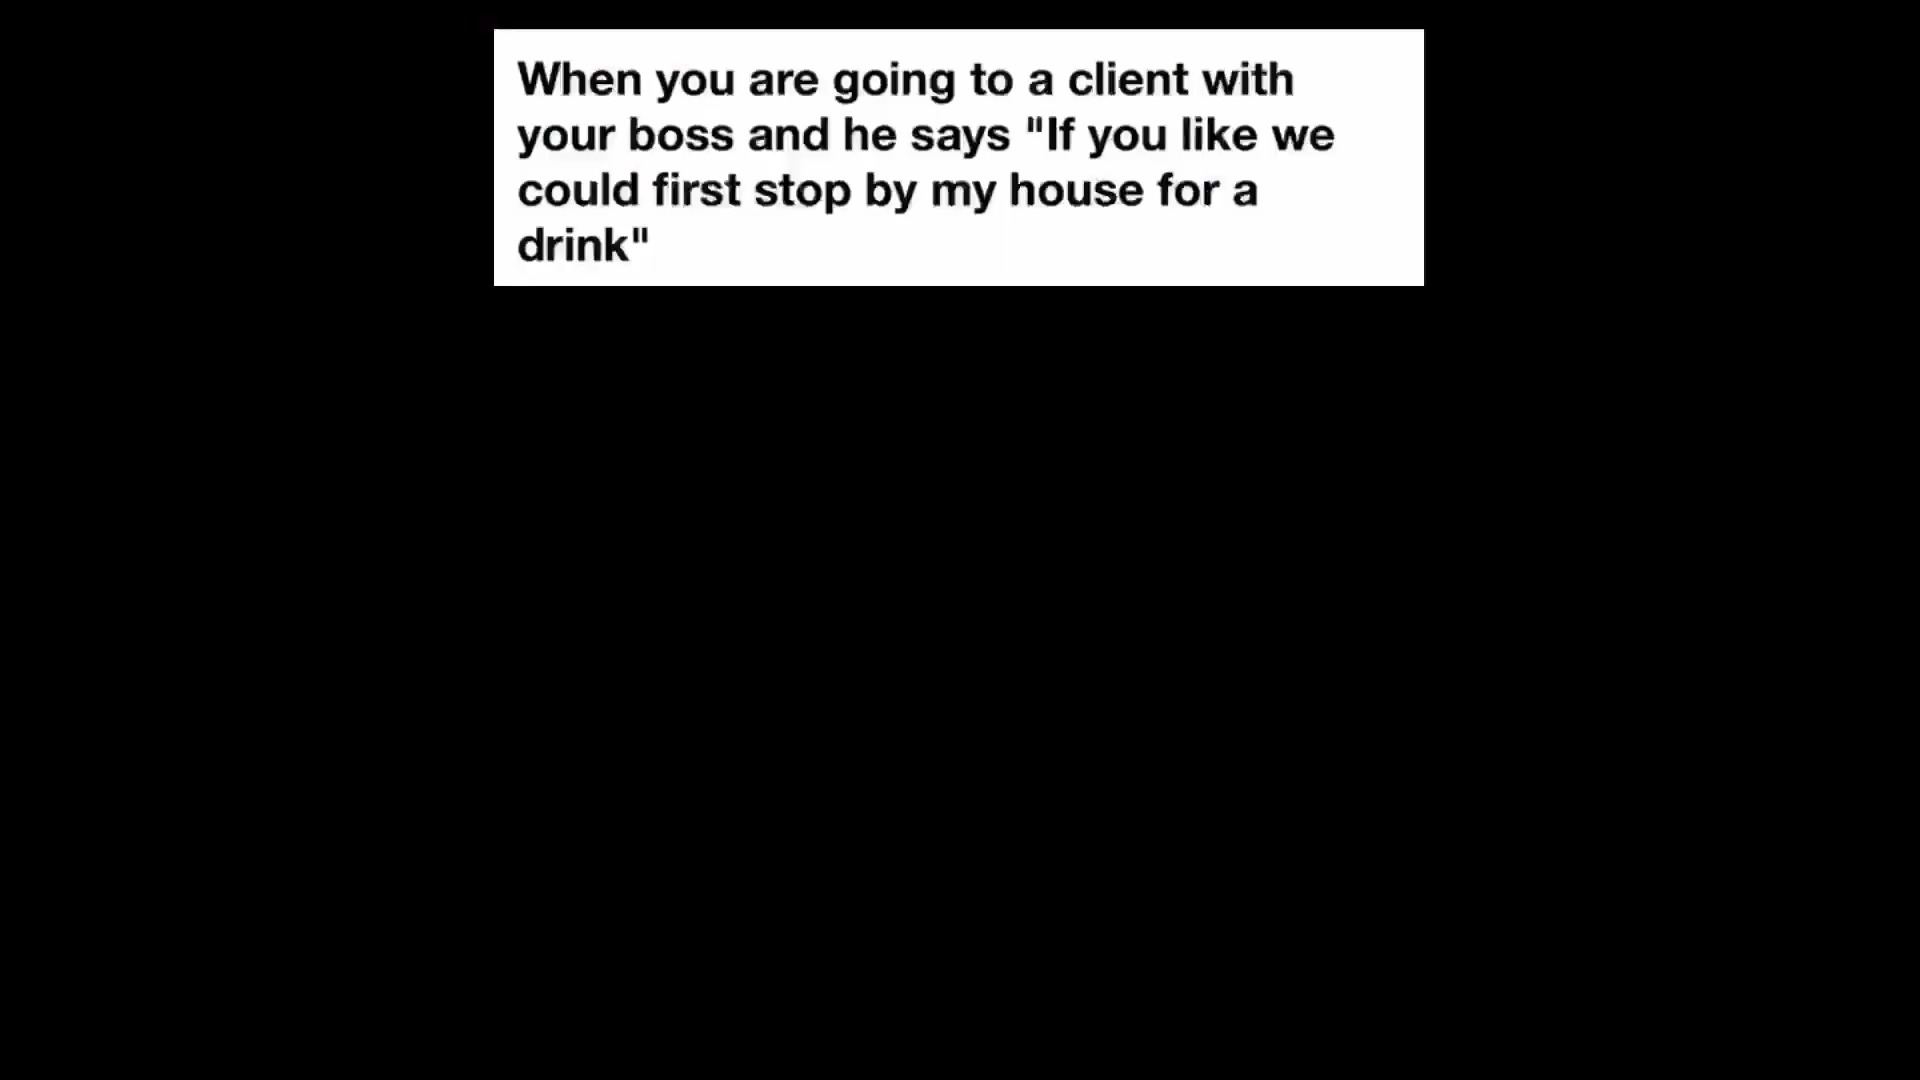 When you are going to a client with
your boss and he says "If you like we
could first stop by my house for a
drink"